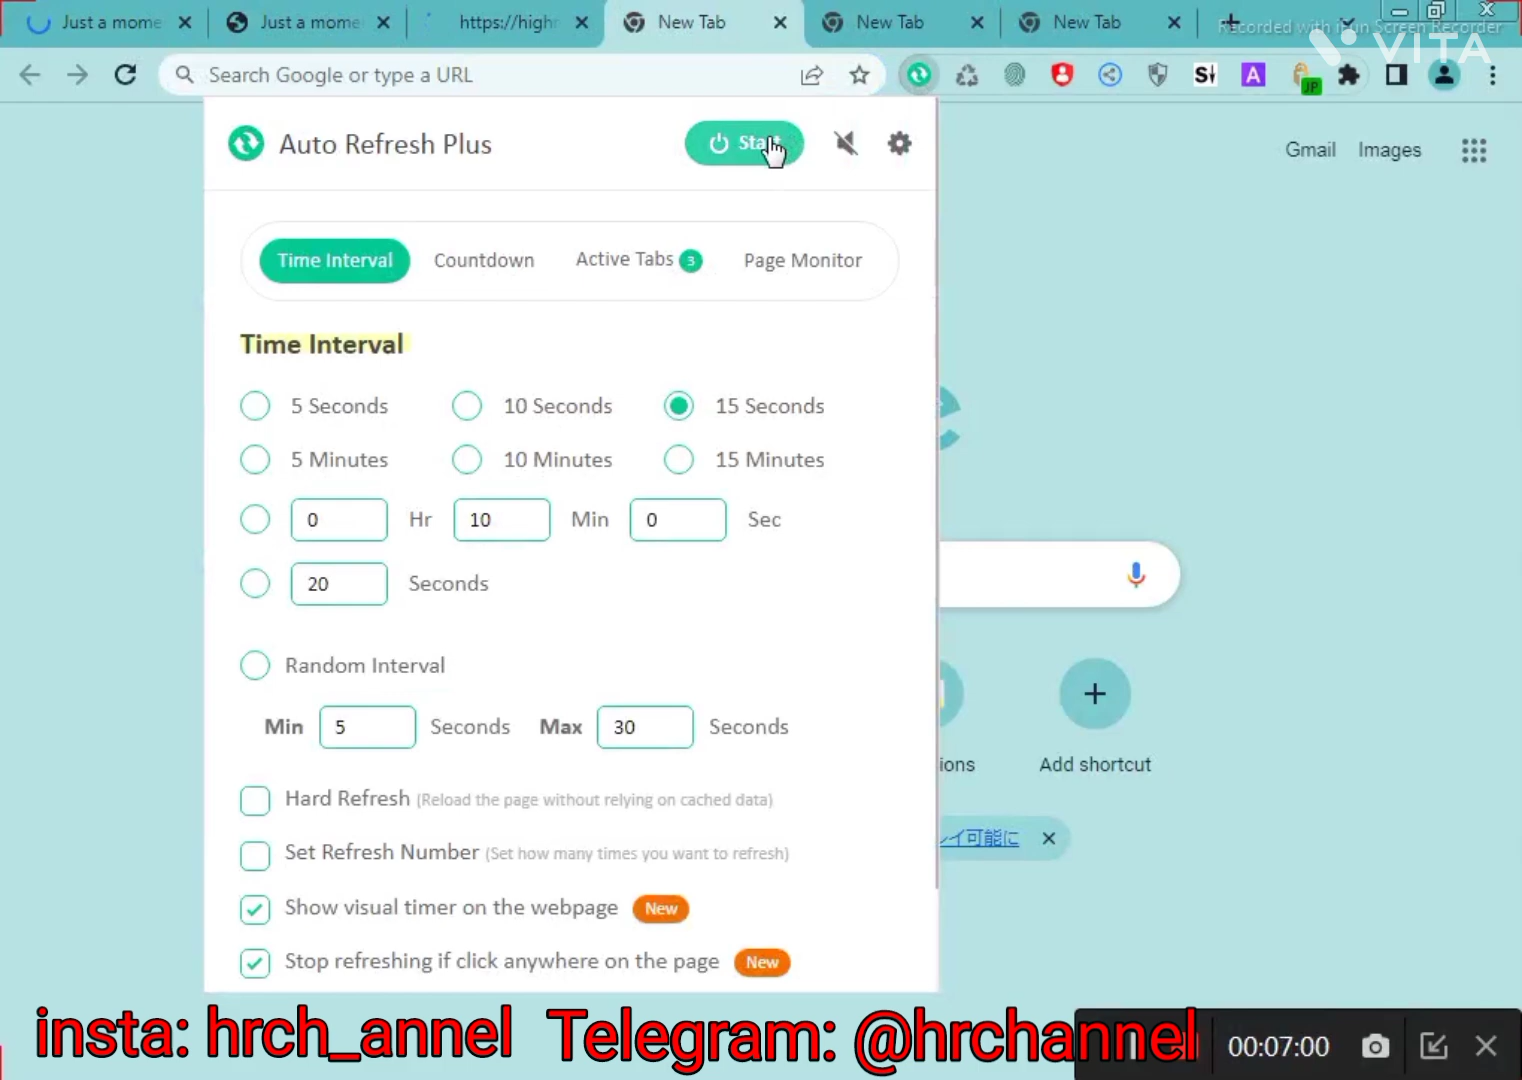 Just a mome
Just a mome
https://high
New Tab
New Tab
New Tab
Recorded with iFun Screen Recorder
VITA
Search Google or type a URL
S
A
JP
Auto Refresh Plus
Start
Gmail
Images
Time Interval
Countdown
Active Tabs 3
Page Monitor
Time Interval
5 Seconds
10 Seconds
15 Seconds
5 Minutes
10 Minutes
15 Minutes
0 Hr 10 Min 0 Sec
20 Seconds
Random Interval
Min 5 Seconds Max 30 Seconds
ions
Add shortcut
Hard Refresh (Reload the page without relying on cached data)
レイ可能に
Set Refresh Number (Set how many times you want to refresh)
Show visual timer on the webpage New
Stop refreshing if click anywhere on the page New
insta: hrch_annel Telegram: @hrchannel
00:07:00